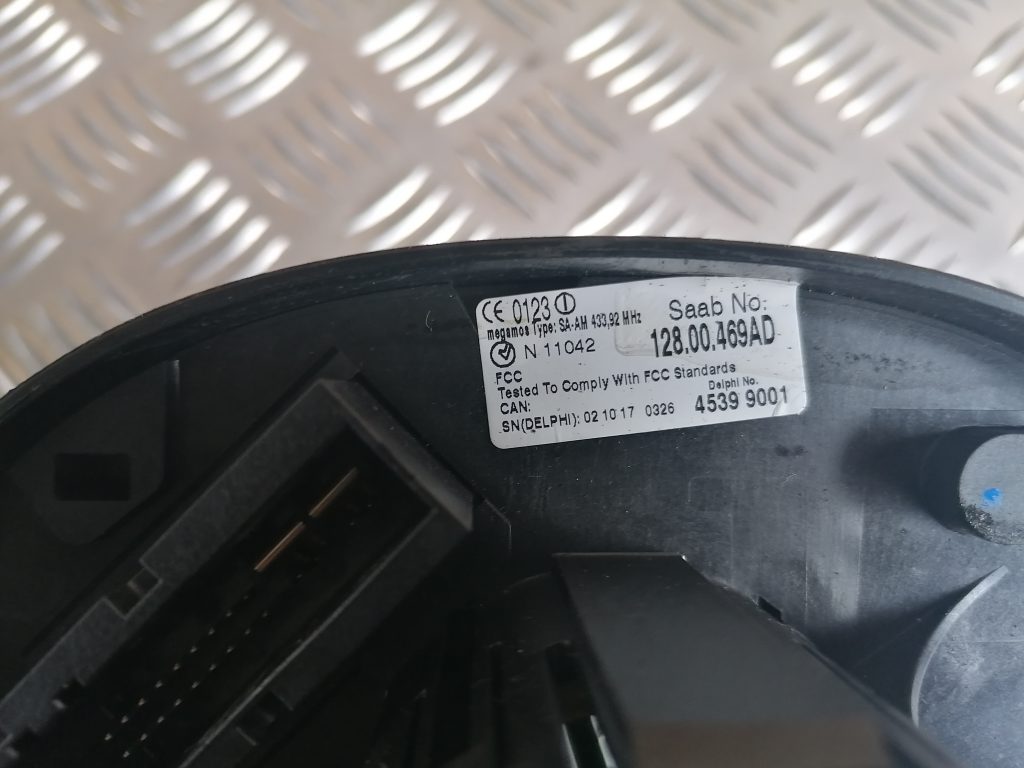 CE 0123
Saab No:
megamos Type: SA-AM 433,92 MHz
128.00.469AD
N 11042
FCC
Tested To Comply With FCC Standards
CAN:
Delphi No.
SN(DELPHI): 02 10 17 0326
4539 9001